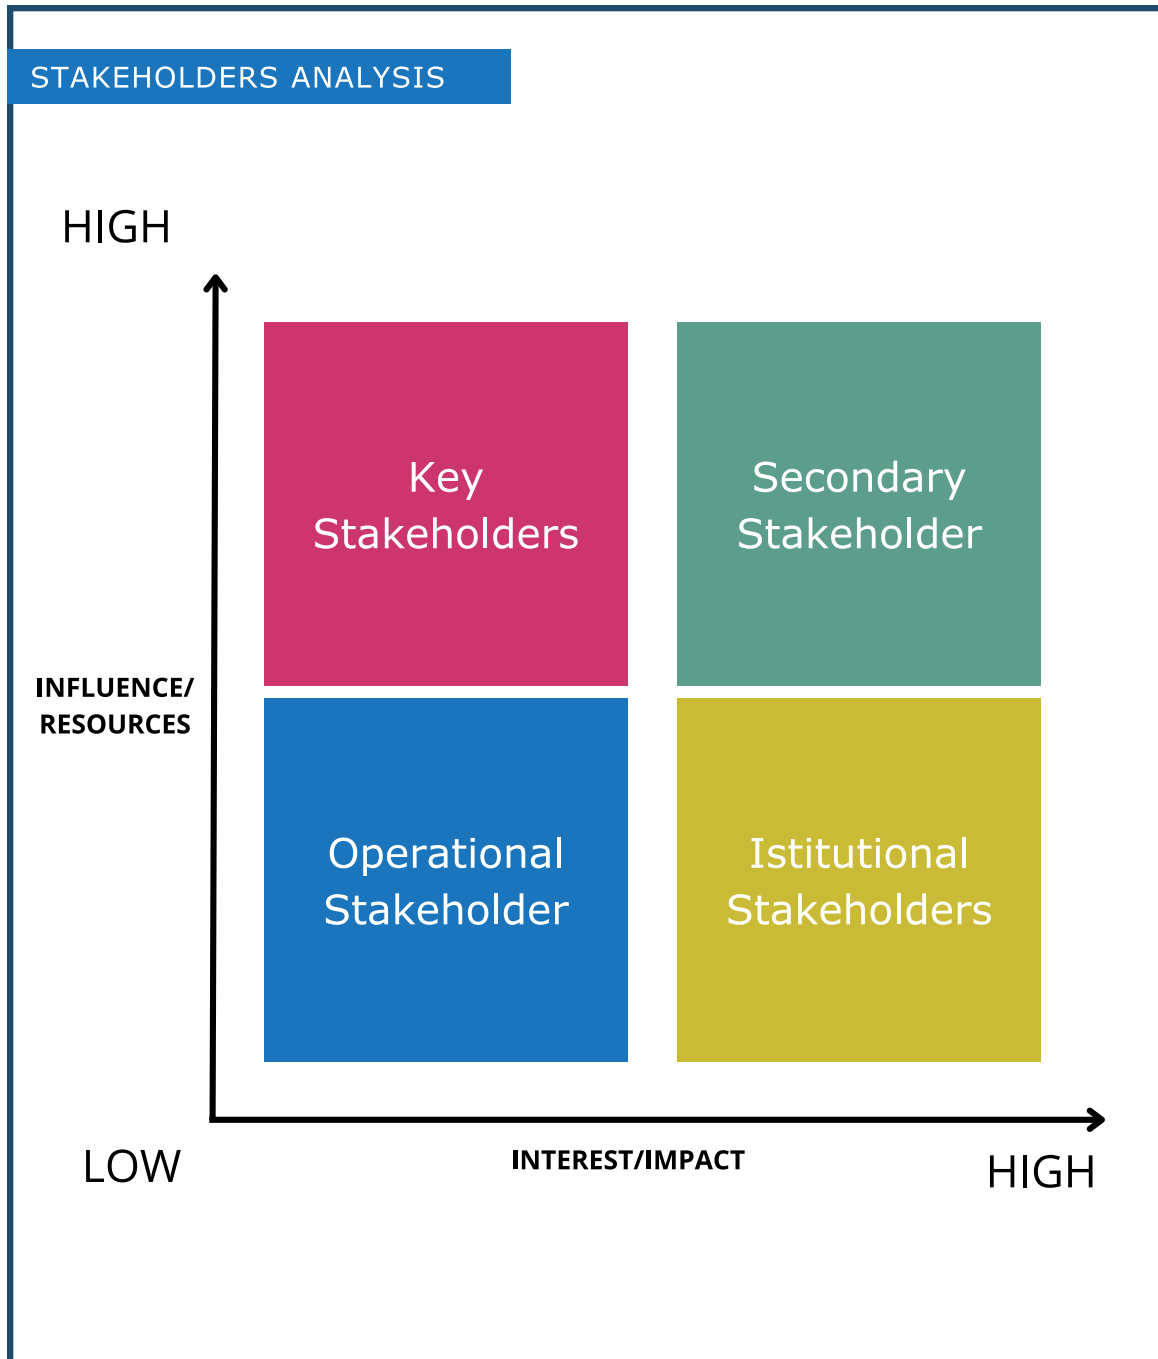 STAKEHOLDERS ANALYSIS
HIGH
Key
Stakeholders
Secondary
Stakeholder
INFLUENCE/
RESOURCES
Operational
Stakeholder
Istitutional
Stakeholders
LOW
INTEREST/IMPACT
HIGH